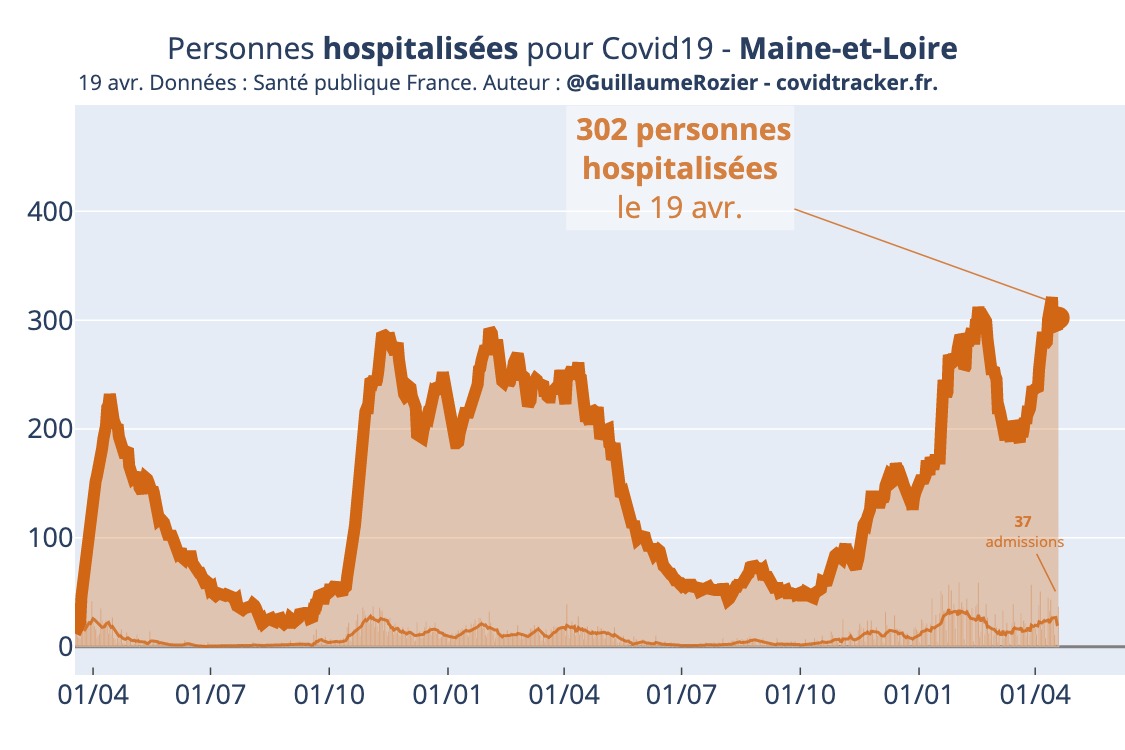 Personnes hospitalisées pour Covid19 - Maine-et-Loire
19 avr. Données : Santé publique France. Auteur : @GuillaumeRozier - covidtracker.fr.
302 personnes
hospitalisées
le 19 avr.
400
300
200
100
0
37
admissions
01/04
01/07
01/10
01/01
01/04
01/07
01/10
01/01
01/04